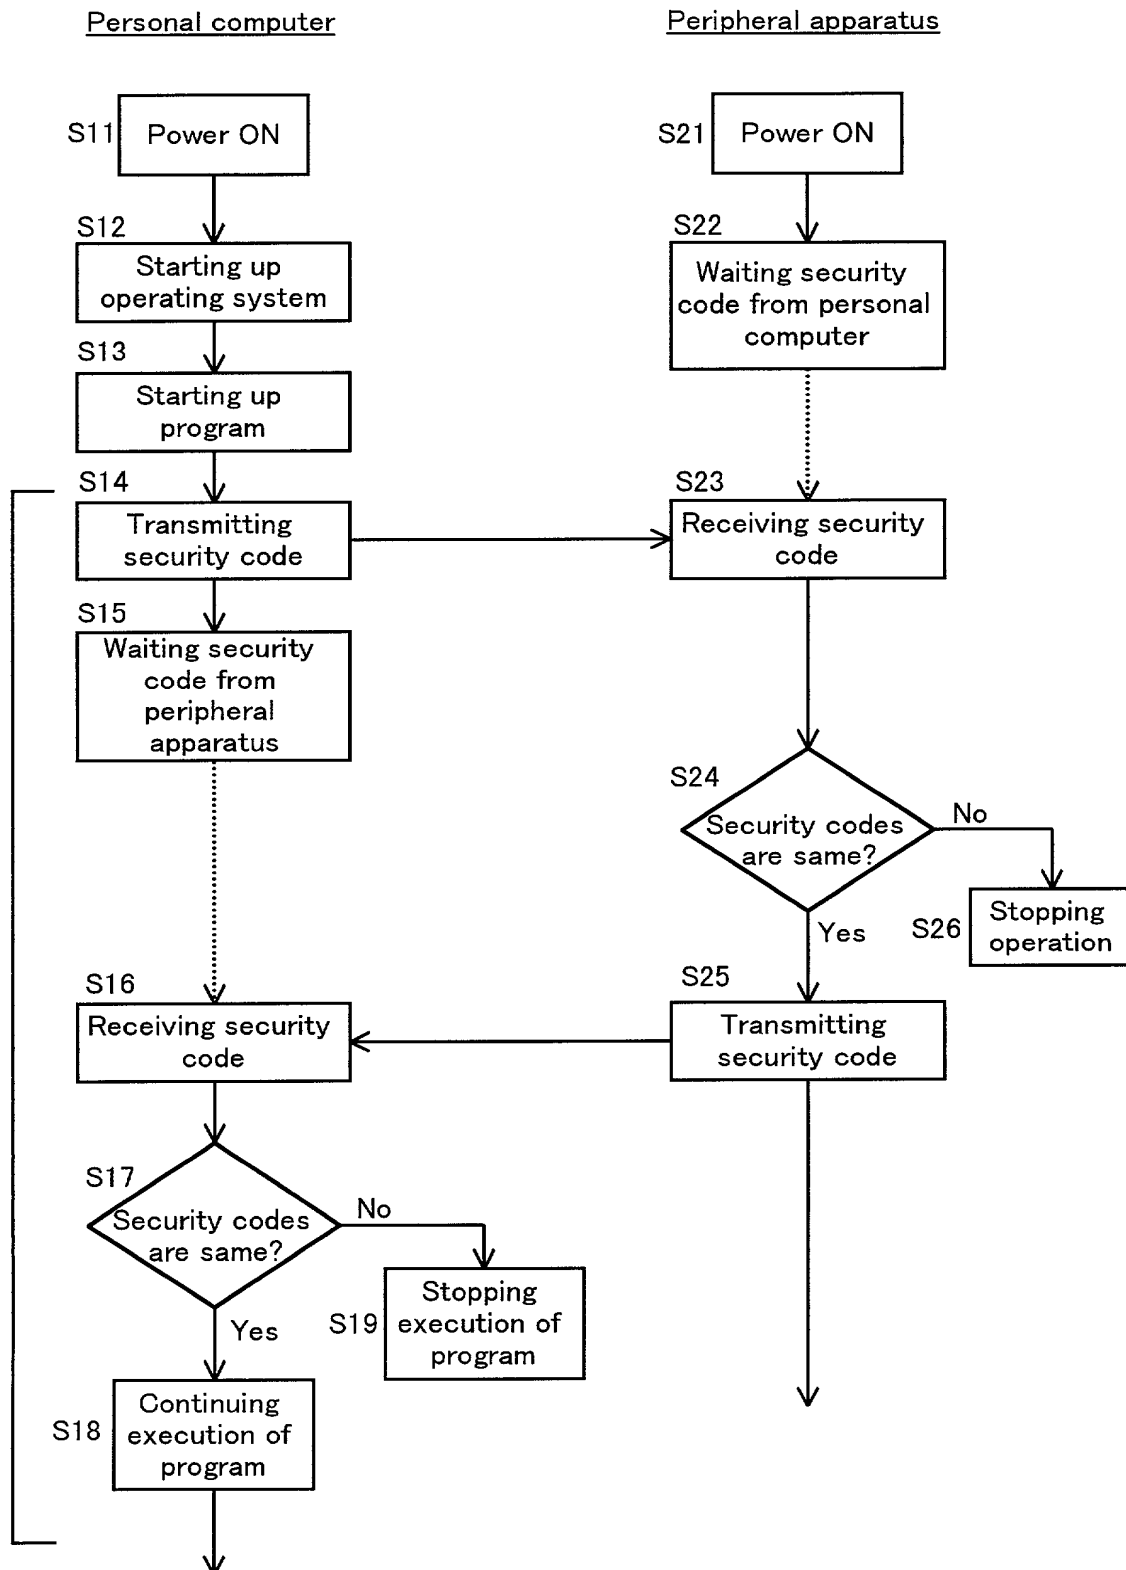 Personal computer
S11
Power ON
S12
Starting up
operating system
S13
Starting up
program
S14
Transmitting
security code
S15
Waiting security
code from
peripheral
apparatus
S16
Receiving security
code
S17
Security codes
are same?
No
Yes
S19
Stopping
execution of
program
S18
Continuing
execution of
program
Peripheral apparatus
S21
Power ON
S22
Waiting security
code from personal
computer
S23
Receiving security
code
S24
Security codes
are same?
No
Yes
S26
Stopping
operation
S25
Transmitting
security code